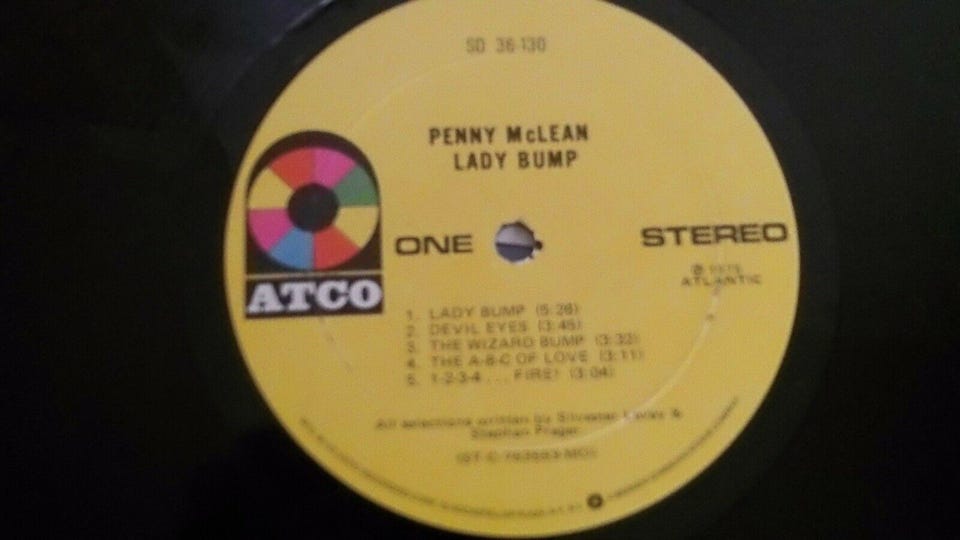 SD 36-130
PENNY McLEAN
LADY BUMP
ATCO
ONE
STEREO
℗ 1975
ATLANTIC
1. LADY BUMP (5:26)
2. DEVIL EYES (3:45)
3. THE WIZARD BUMP (3:33)
4. THE A-B-C OF LOVE (3:11)
5. 1-2-3-4 ... FIRE! (3:04)
All selections written by Silvester &
Stephan Prager